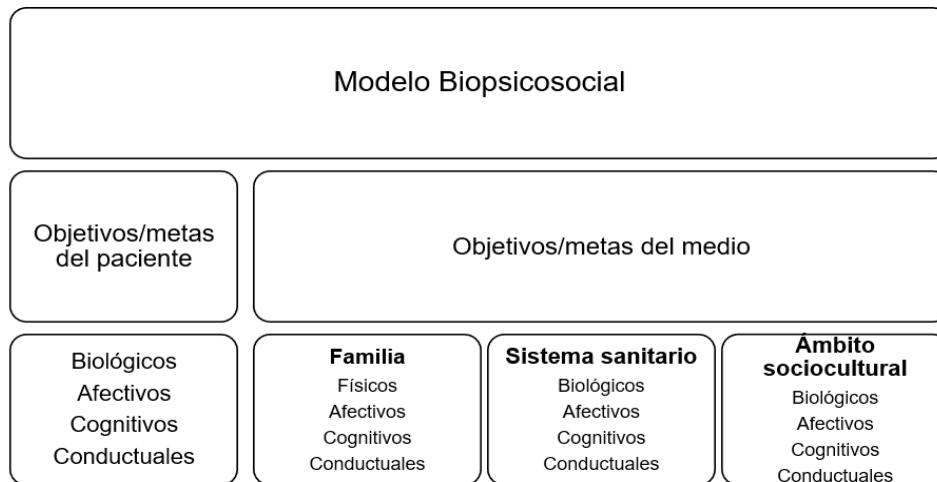 Modelo Biopsicosocial
Objetivos/metas
del paciente
Objetivos/metas del medio
Biológicos
Afectivos
Cognitivos
Conductuales
Familia
Físicos
Afectivos
Cognitivos
Conductuales
Sistema sanitario
Biológicos
Afectivos
Cognitivos
Conductuales
Ámbito
sociocultural
Biológicos
Afectivos
Cognitivos
Conductuales